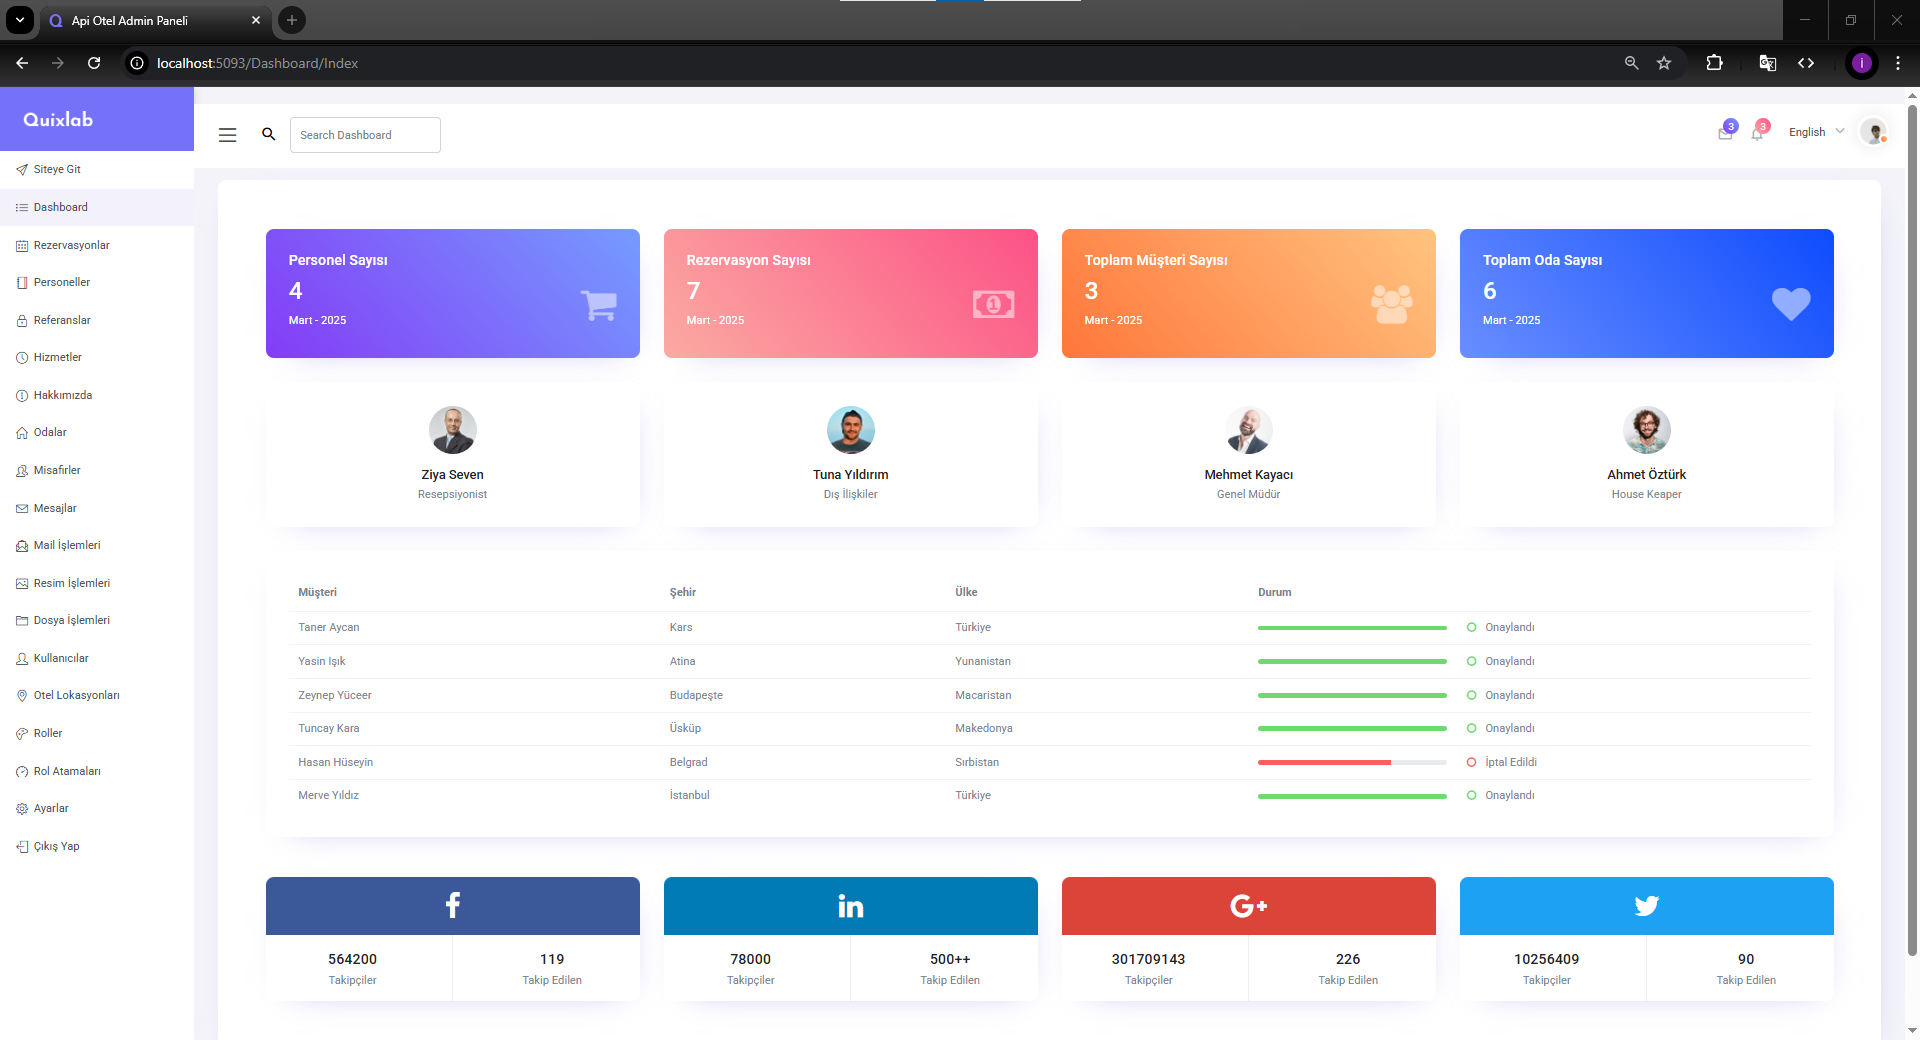 Api Otel Admin Paneli
localhost:5093/Dashboard/Index
i
Quixlab
Search Dashboard
3
3
English
Siteye Git
Dashboard
Rezervasyonlar
Personeller
Referanslar
Hizmetler
Hakkımızda
Odalar
Misafirler
Mesajlar
Mail İşlemleri
Resim İşlemleri
Dosya İşlemleri
Kullanıcılar
Otel Lokasyonları
Roller
Rol Atamaları
Ayarlar
Çıkış Yap
Personel Sayısı
4
Mart - 2025
Rezervasyon Sayısı
7
Mart - 2025
1
Toplam Müşteri Sayısı
3
Mart - 2025
Toplam Oda Sayısı
6
Mart - 2025
Ziya Seven
Resepsiyonist
Tuna Yıldırım
Dış İlişkiler
Mehmet Kayacı
Genel Müdür
Ahmet Öztürk
House Keaper
Müşteri Şehir Ülke Durum
Taner Aycan Kars Türkiye Onaylandı
Yasin Işık Atina Yunanistan Onaylandı
Zeynep Yüceer Budapeşte Macaristan Onaylandı
Tuncay Kara Üsküp Makedonya Onaylandı
Hasan Hüseyin Belgrad Sırbistan İptal Edildi
Merve Yıldız İstanbul Türkiye Onaylandı
f
564200 119
Takipçiler Takip Edilen
in
78000 500++
Takipçiler Takip Edilen
G+
301709143 226
Takipçiler Takip Edilen
10256409 90
Takipçiler Takip Edilen